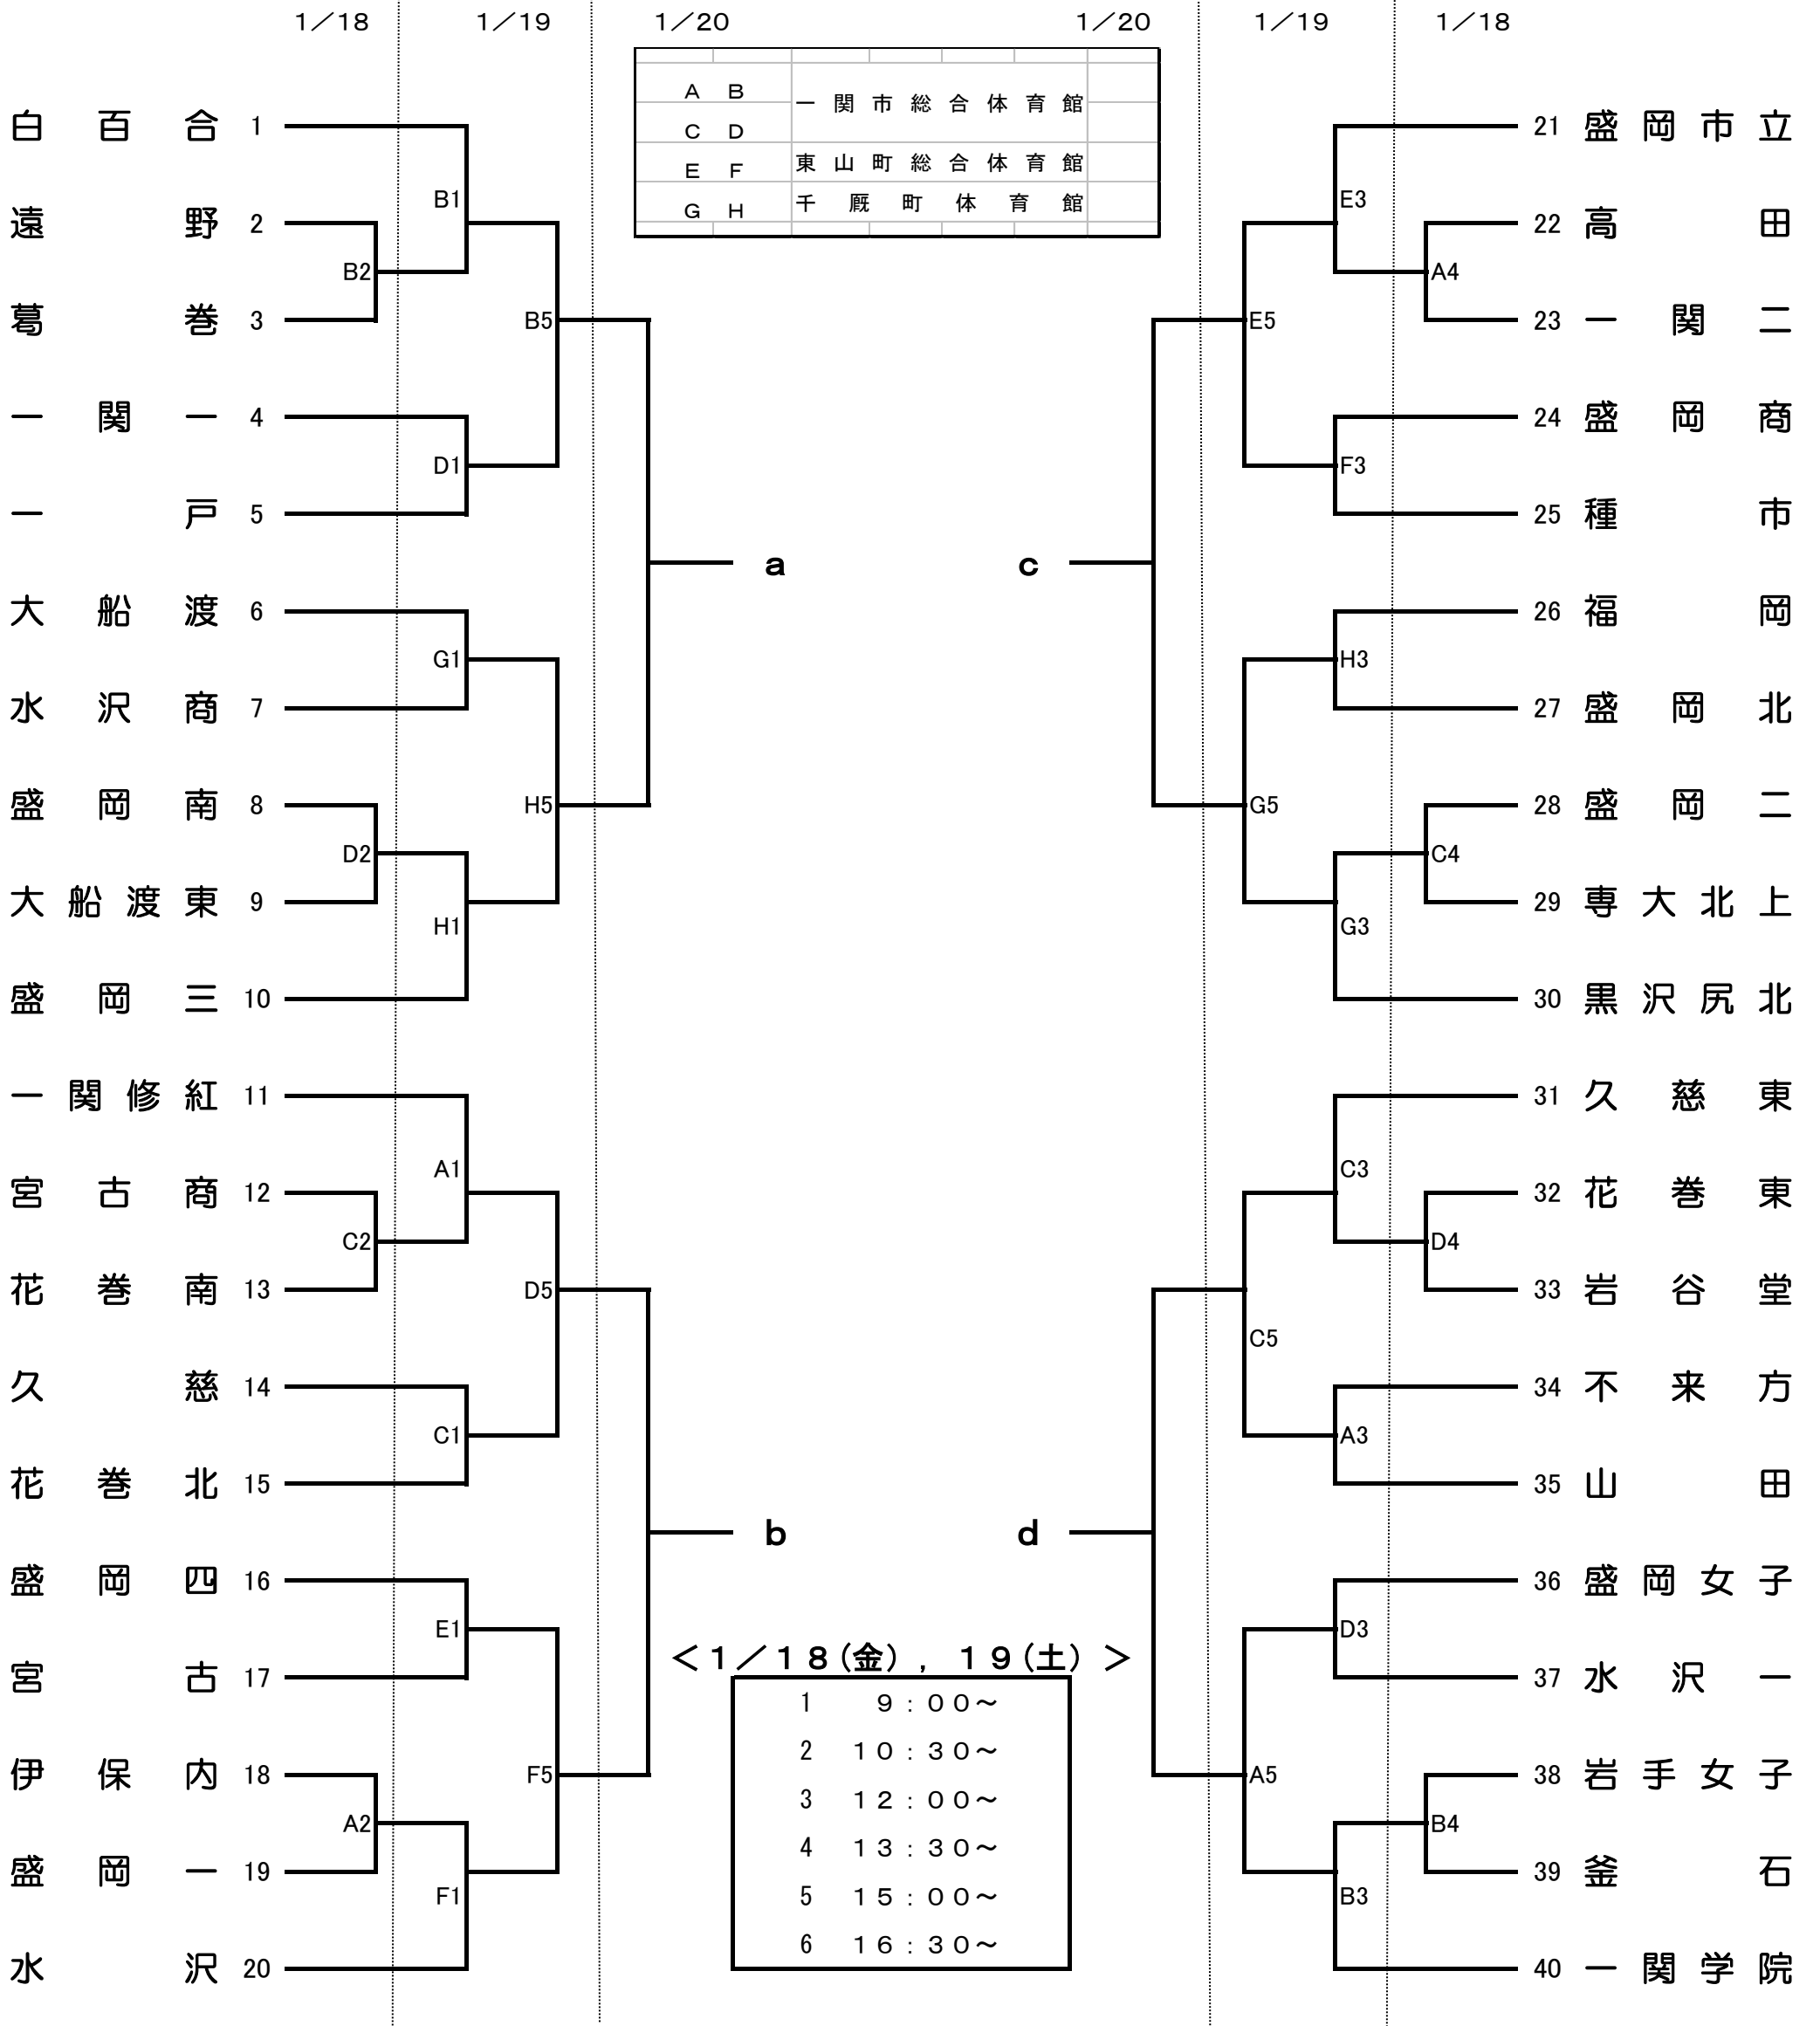 1／18 1／19 1／20 1／20 1／19 1／18
A B
C D
一関市総合体育館
E F 東山町総合体育館
G H 千厩町体育館
白百合 1
遠野 2
葛巻 3
一関一 4
一戸 5
大船渡 6
水沢商 7
盛岡南 8
大船渡東 9
盛岡三 10
一関修紅 11
宮古商 12
花巻南 13
久慈 14
花巻北 15
盛岡四 16
宮古 17
伊保内 18
盛岡一 19
水沢 20
B1
B2
B5
D1
G1
H5
D2
H1
A1
C2
D5
C1
E1
F5
A2
F1
a
b
c
d
E3
A4
E5
F3
H3
G5
C4
G3
C3
D4
C5
A3
D3
A5
B4
B3
21 盛岡市立
22 高田
23 一関二
24 盛岡商
25 種市
26 福岡
27 盛岡北
28 盛岡二
29 専大北上
30 黒沢尻北
31 久慈東
32 花巻東
33 岩谷堂
34 不来方
35 山田
36 盛岡女子
37 水沢一
38 岩手女子
39 釜石
40 一関学院
＜１／１８（金），１９（土）＞
1 9：00～
2 10：30～
3 12：00～
4 13：30～
5 15：00～
6 16：30～